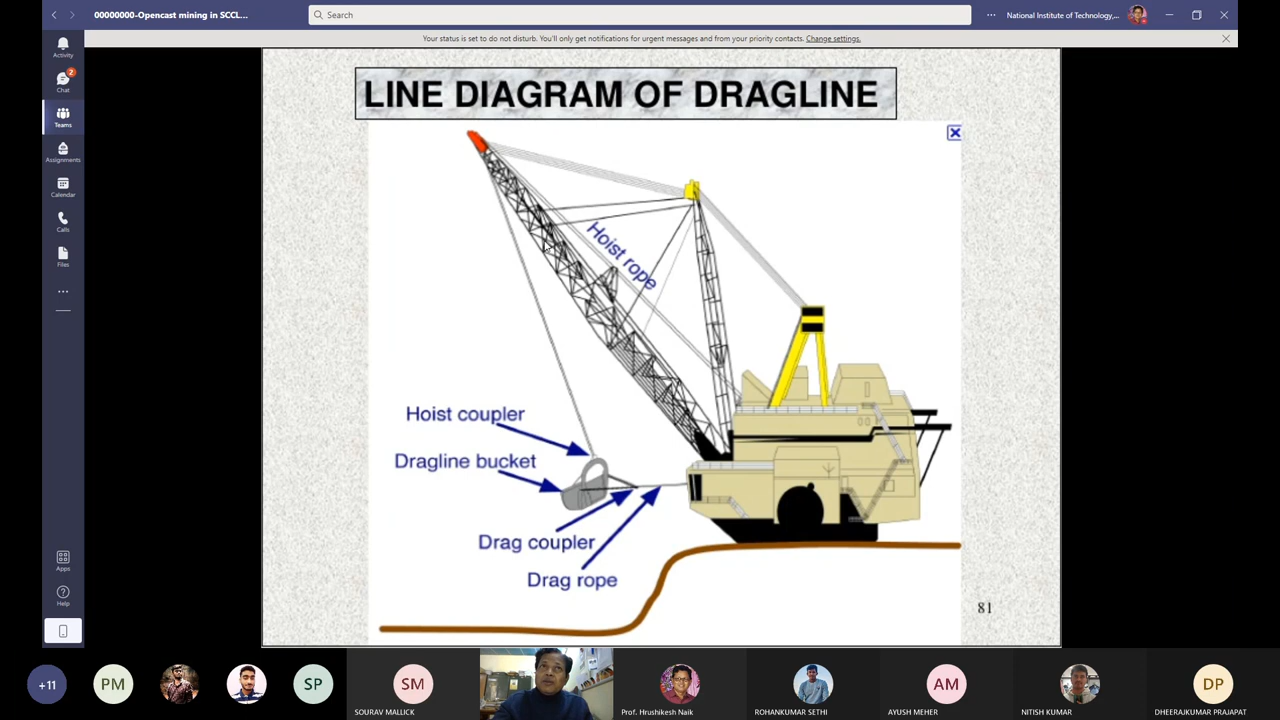 00000000-Opencast mining in SCCL...
Search
National Institute of Technology,...
Your status is set to do not disturb. You'll only get notifications for urgent messages and from your priority contacts. Change settings.
Activity
Chat
2
Teams
Assignments
Calendar
Calls
Files
Apps
Help
LINE DIAGRAM OF DRAGLINE
Hoist rope
Hoist coupler
Dragline bucket
Drag coupler
Drag rope
81
+11
PM
SP
SM
SOURAV MALLICK
Prof. Hrushikesh Naik
ROHANKUMAR SETHI
AM
AYUSH MEHER
NITISH KUMAR
DP
DHEERAJKUMAR PRAJAPAT